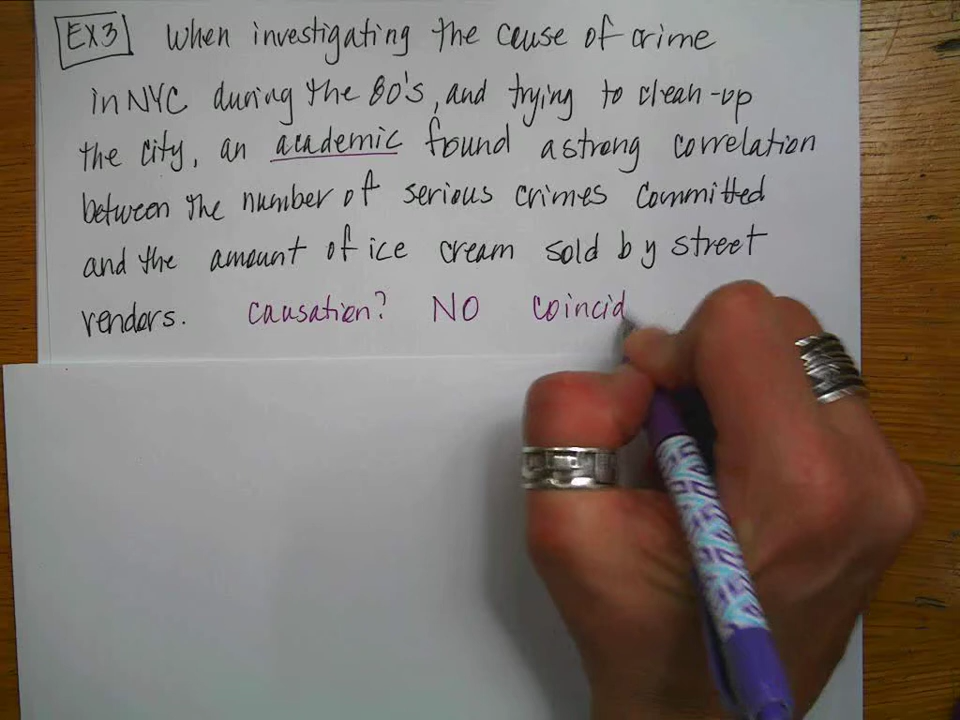 EX3 When investigating the cause of crime
in NYC during the 80's, and trying to clean-up
the city, an academic found a strong correlation
between the number of serious crimes committed
and the amount of ice cream sold by street
vendors. causation? NO coincid